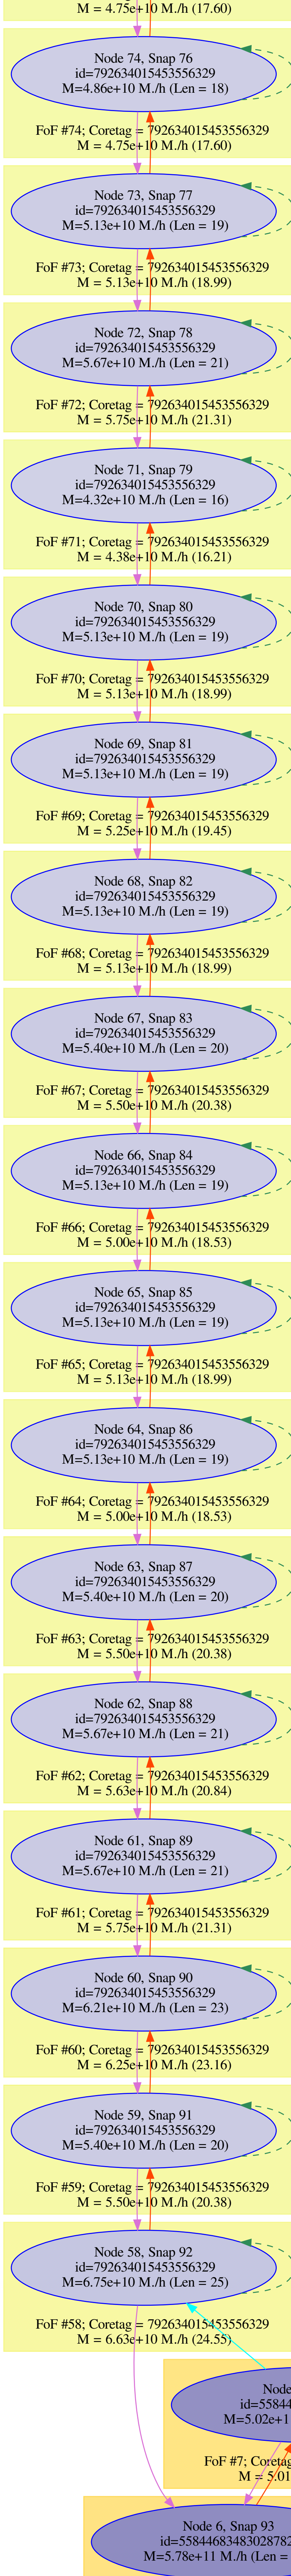 M = 4.75e+10 M./h (17.60)
Node 74, Snap 76
id=792634015453556329
M=4.86e+10 M./h (Len = 18)
FoF #74; Coretag = 792634015453556329
M = 4.75e+10 M./h (17.60)
Node 73, Snap 77
id=792634015453556329
M=5.13e+10 M./h (Len = 19)
FoF #73; Coretag = 792634015453556329
M = 5.13e+10 M./h (18.99)
Node 72, Snap 78
id=792634015453556329
M=5.67e+10 M./h (Len = 21)
FoF #72; Coretag = 792634015453556329
M = 5.75e+10 M./h (21.31)
Node 71, Snap 79
id=792634015453556329
M=4.32e+10 M./h (Len = 16)
FoF #71; Coretag = 792634015453556329
M = 4.38e+10 M./h (16.21)
Node 70, Snap 80
id=792634015453556329
M=5.13e+10 M./h (Len = 19)
FoF #70; Coretag = 792634015453556329
M = 5.13e+10 M./h (18.99)
Node 69, Snap 81
id=792634015453556329
M=5.13e+10 M./h (Len = 19)
FoF #69; Coretag = 792634015453556329
M = 5.25e+10 M./h (19.45)
Node 68, Snap 82
id=792634015453556329
M=5.13e+10 M./h (Len = 19)
FoF #68; Coretag = 792634015453556329
M = 5.13e+10 M./h (18.99)
Node 67, Snap 83
id=792634015453556329
M=5.40e+10 M./h (Len = 20)
FoF #67; Coretag = 792634015453556329
M = 5.50e+10 M./h (20.38)
Node 66, Snap 84
id=792634015453556329
M=5.13e+10 M./h (Len = 19)
FoF #66; Coretag = 792634015453556329
M = 5.00e+10 M./h (18.53)
Node 65, Snap 85
id=792634015453556329
M=5.13e+10 M./h (Len = 19)
FoF #65; Coretag = 792634015453556329
M = 5.13e+10 M./h (18.99)
Node 64, Snap 86
id=792634015453556329
M=5.13e+10 M./h (Len = 19)
FoF #64; Coretag = 792634015453556329
M = 5.00e+10 M./h (18.53)
Node 63, Snap 87
id=792634015453556329
M=5.40e+10 M./h (Len = 20)
FoF #63; Coretag = 792634015453556329
M = 5.50e+10 M./h (20.38)
Node 62, Snap 88
id=792634015453556329
M=5.67e+10 M./h (Len = 21)
FoF #62; Coretag = 792634015453556329
M = 5.63e+10 M./h (20.84)
Node 61, Snap 89
id=792634015453556329
M=5.67e+10 M./h (Len = 21)
FoF #61; Coretag = 792634015453556329
M = 5.75e+10 M./h (21.31)
Node 60, Snap 90
id=792634015453556329
M=6.21e+10 M./h (Len = 23)
FoF #60; Coretag = 792634015453556329
M = 6.25e+10 M./h (23.16)
Node 59, Snap 91
id=792634015453556329
M=5.40e+10 M./h (Len = 20)
FoF #59; Coretag = 792634015453556329
M = 5.50e+10 M./h (20.38)
Node 58, Snap 92
id=792634015453556329
M=6.75e+10 M./h (Len = 25)
FoF #58; Coretag = 792634015453556329
M = 6.63e+10 M./h (24.55)
Node
id=55844
M=5.02e+1
FoF #7; Coretag
M = 5.01
Node 6, Snap 93
id=55844683483028782
M=5.78e+11 M./h (Len =